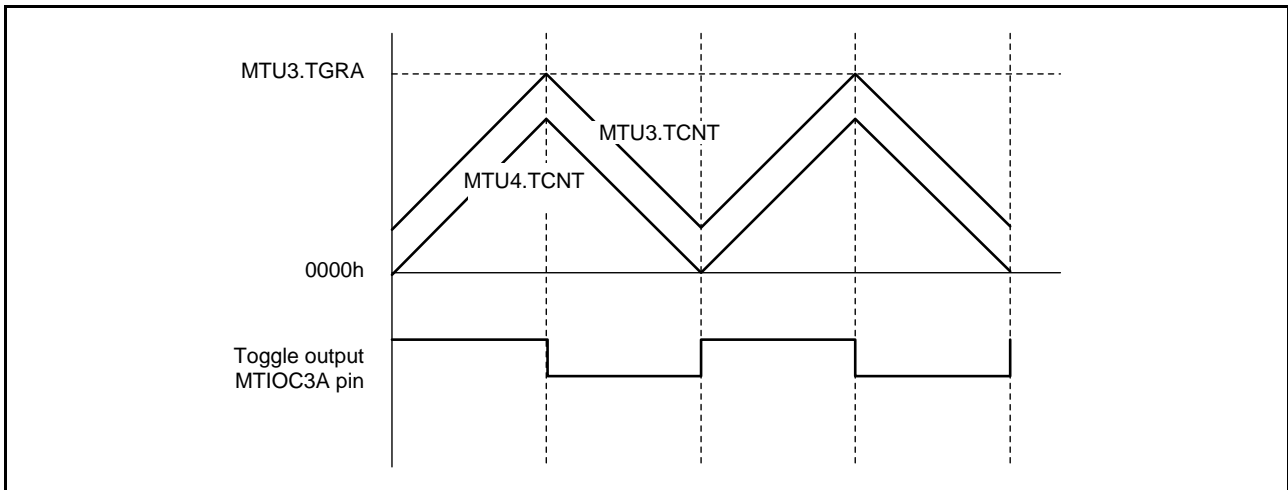 MTU3.TGRA
MTU3.TCNT
MTU4.TCNT
0000h
Toggle output
MTIOC3A pin